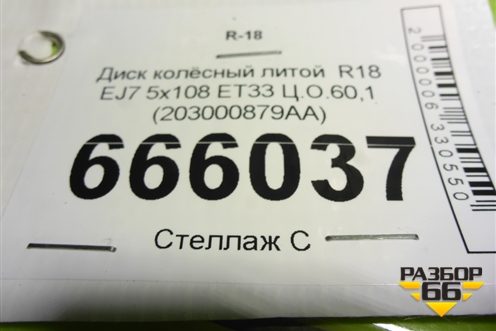 R-18
Диск колёсный литой R18
EJ7 5x108 ET33 Ц.О.60,1
(203000879AA)
666037
Стеллаж С
2000006330550
РАЗБОР
66